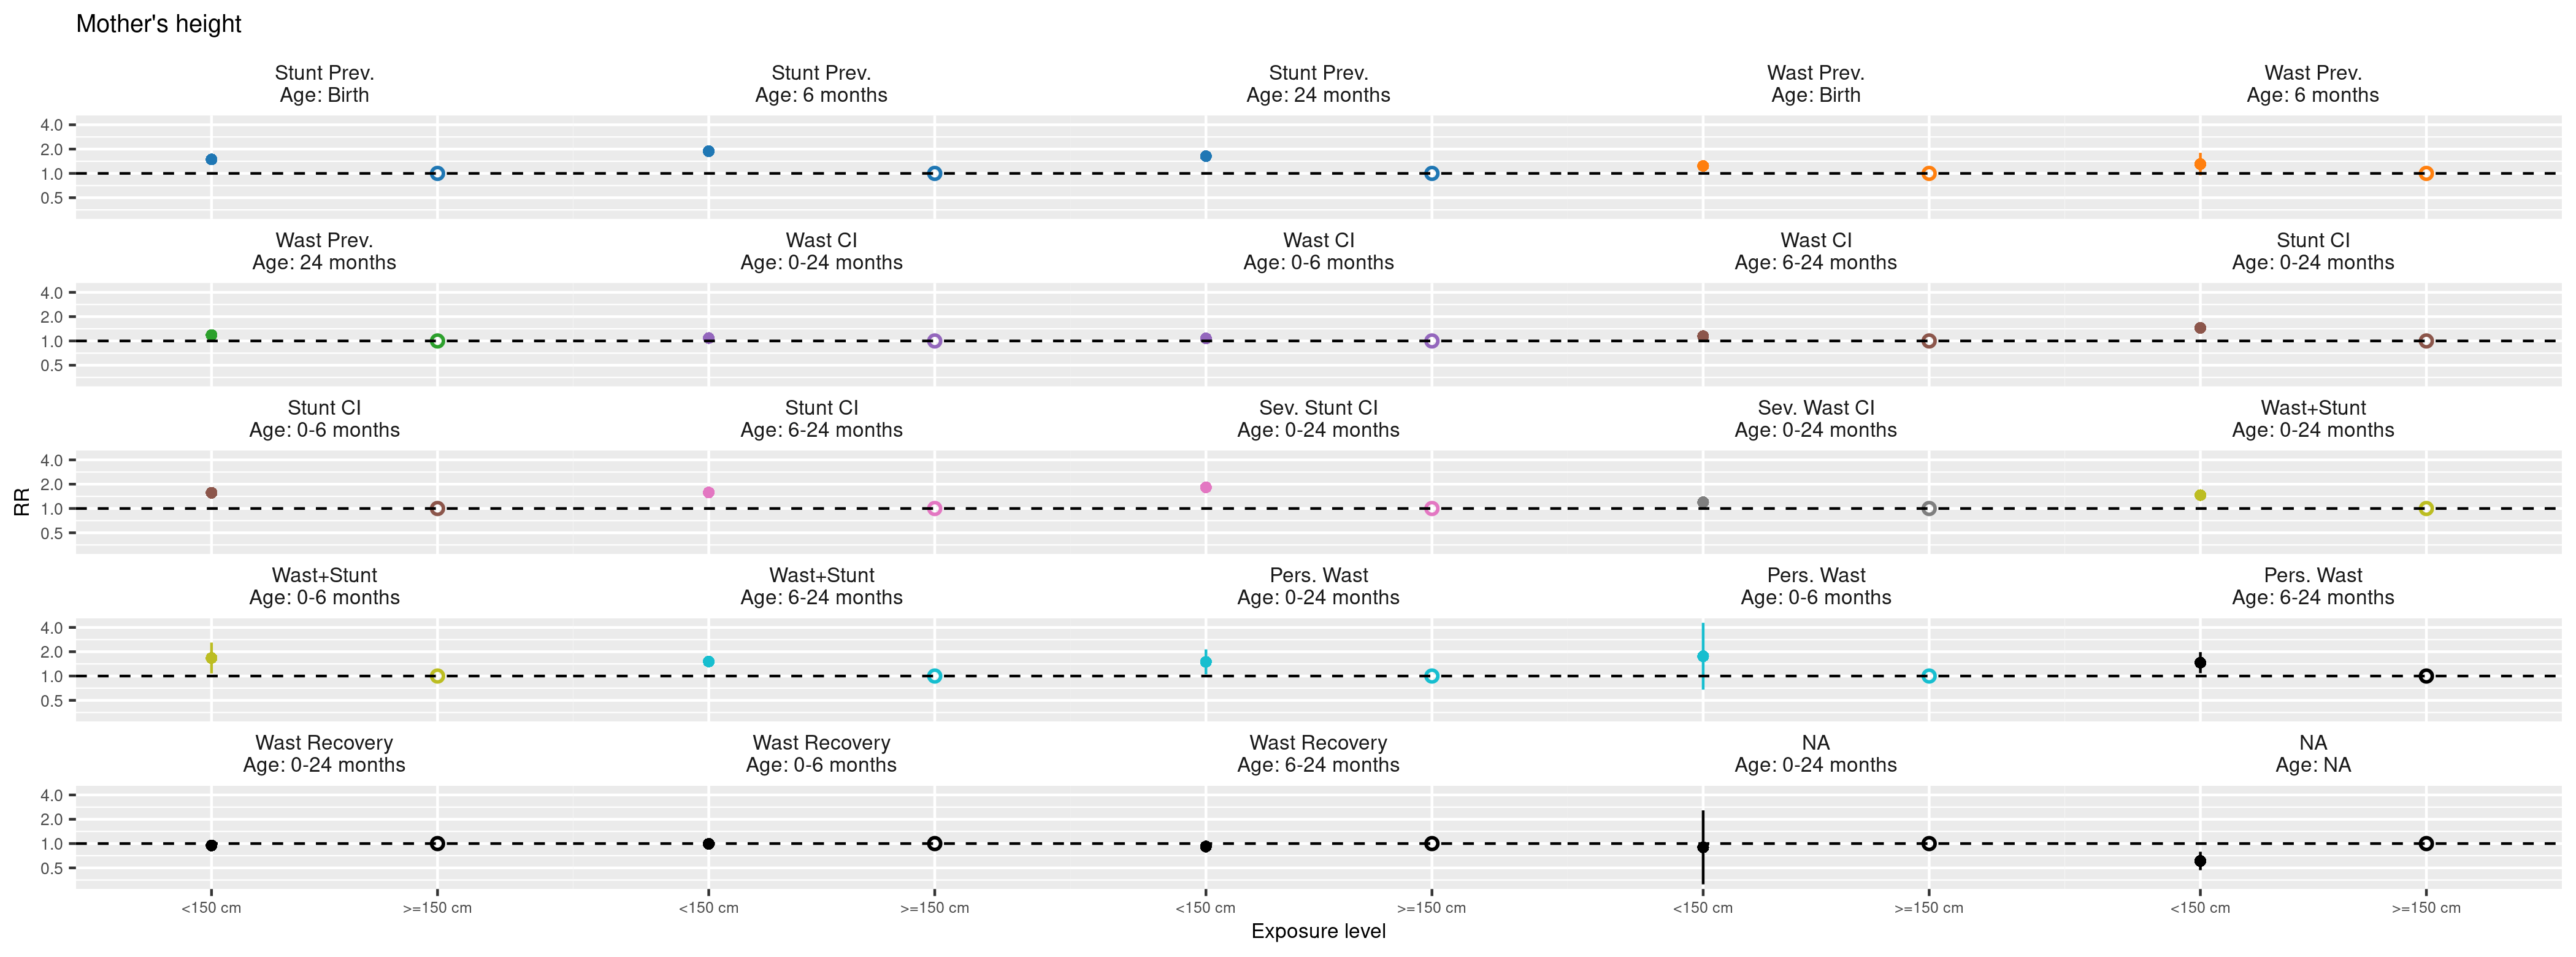 Mother's height
Stunt Prev. Stunt Prev. Stunt Prev. Wast Prev. Wast Prev.
Age: Birth Age: 6 months Age: 24 months Age: Birth Age: 6 months
4.0
2.0
1.0
0.5
Wast Prev. Wast CI Wast CI Wast CI Stunt CI
Age: 24 months Age: 0-24 months Age: 0-6 months Age: 6-24 months Age: 0-24 months
4.0
2.0
1.0
0.5
Stunt CI Stunt CI Sev. Stunt CI Sev. Wast CI Wast+Stunt
Age: 0-6 months Age: 6-24 months Age: 0-24 months Age: 0-24 months Age: 0-24 months
4.0
2.0
1.0
0.5
RR
Wast+Stunt Wast+Stunt Pers. Wast Pers. Wast Pers. Wast
Age: 0-6 months Age: 6-24 months Age: 0-24 months Age: 0-6 months Age: 6-24 months
4.0
2.0
1.0
0.5
Wast Recovery Wast Recovery Wast Recovery NA NA
Age: 0-24 months Age: 0-6 months Age: 6-24 months Age: 0-24 months Age: NA
4.0
2.0
1.0
0.5
<150 cm >=150 cm <150 cm >=150 cm <150 cm >=150 cm <150 cm >=150 cm <150 cm >=150 cm
Exposure level